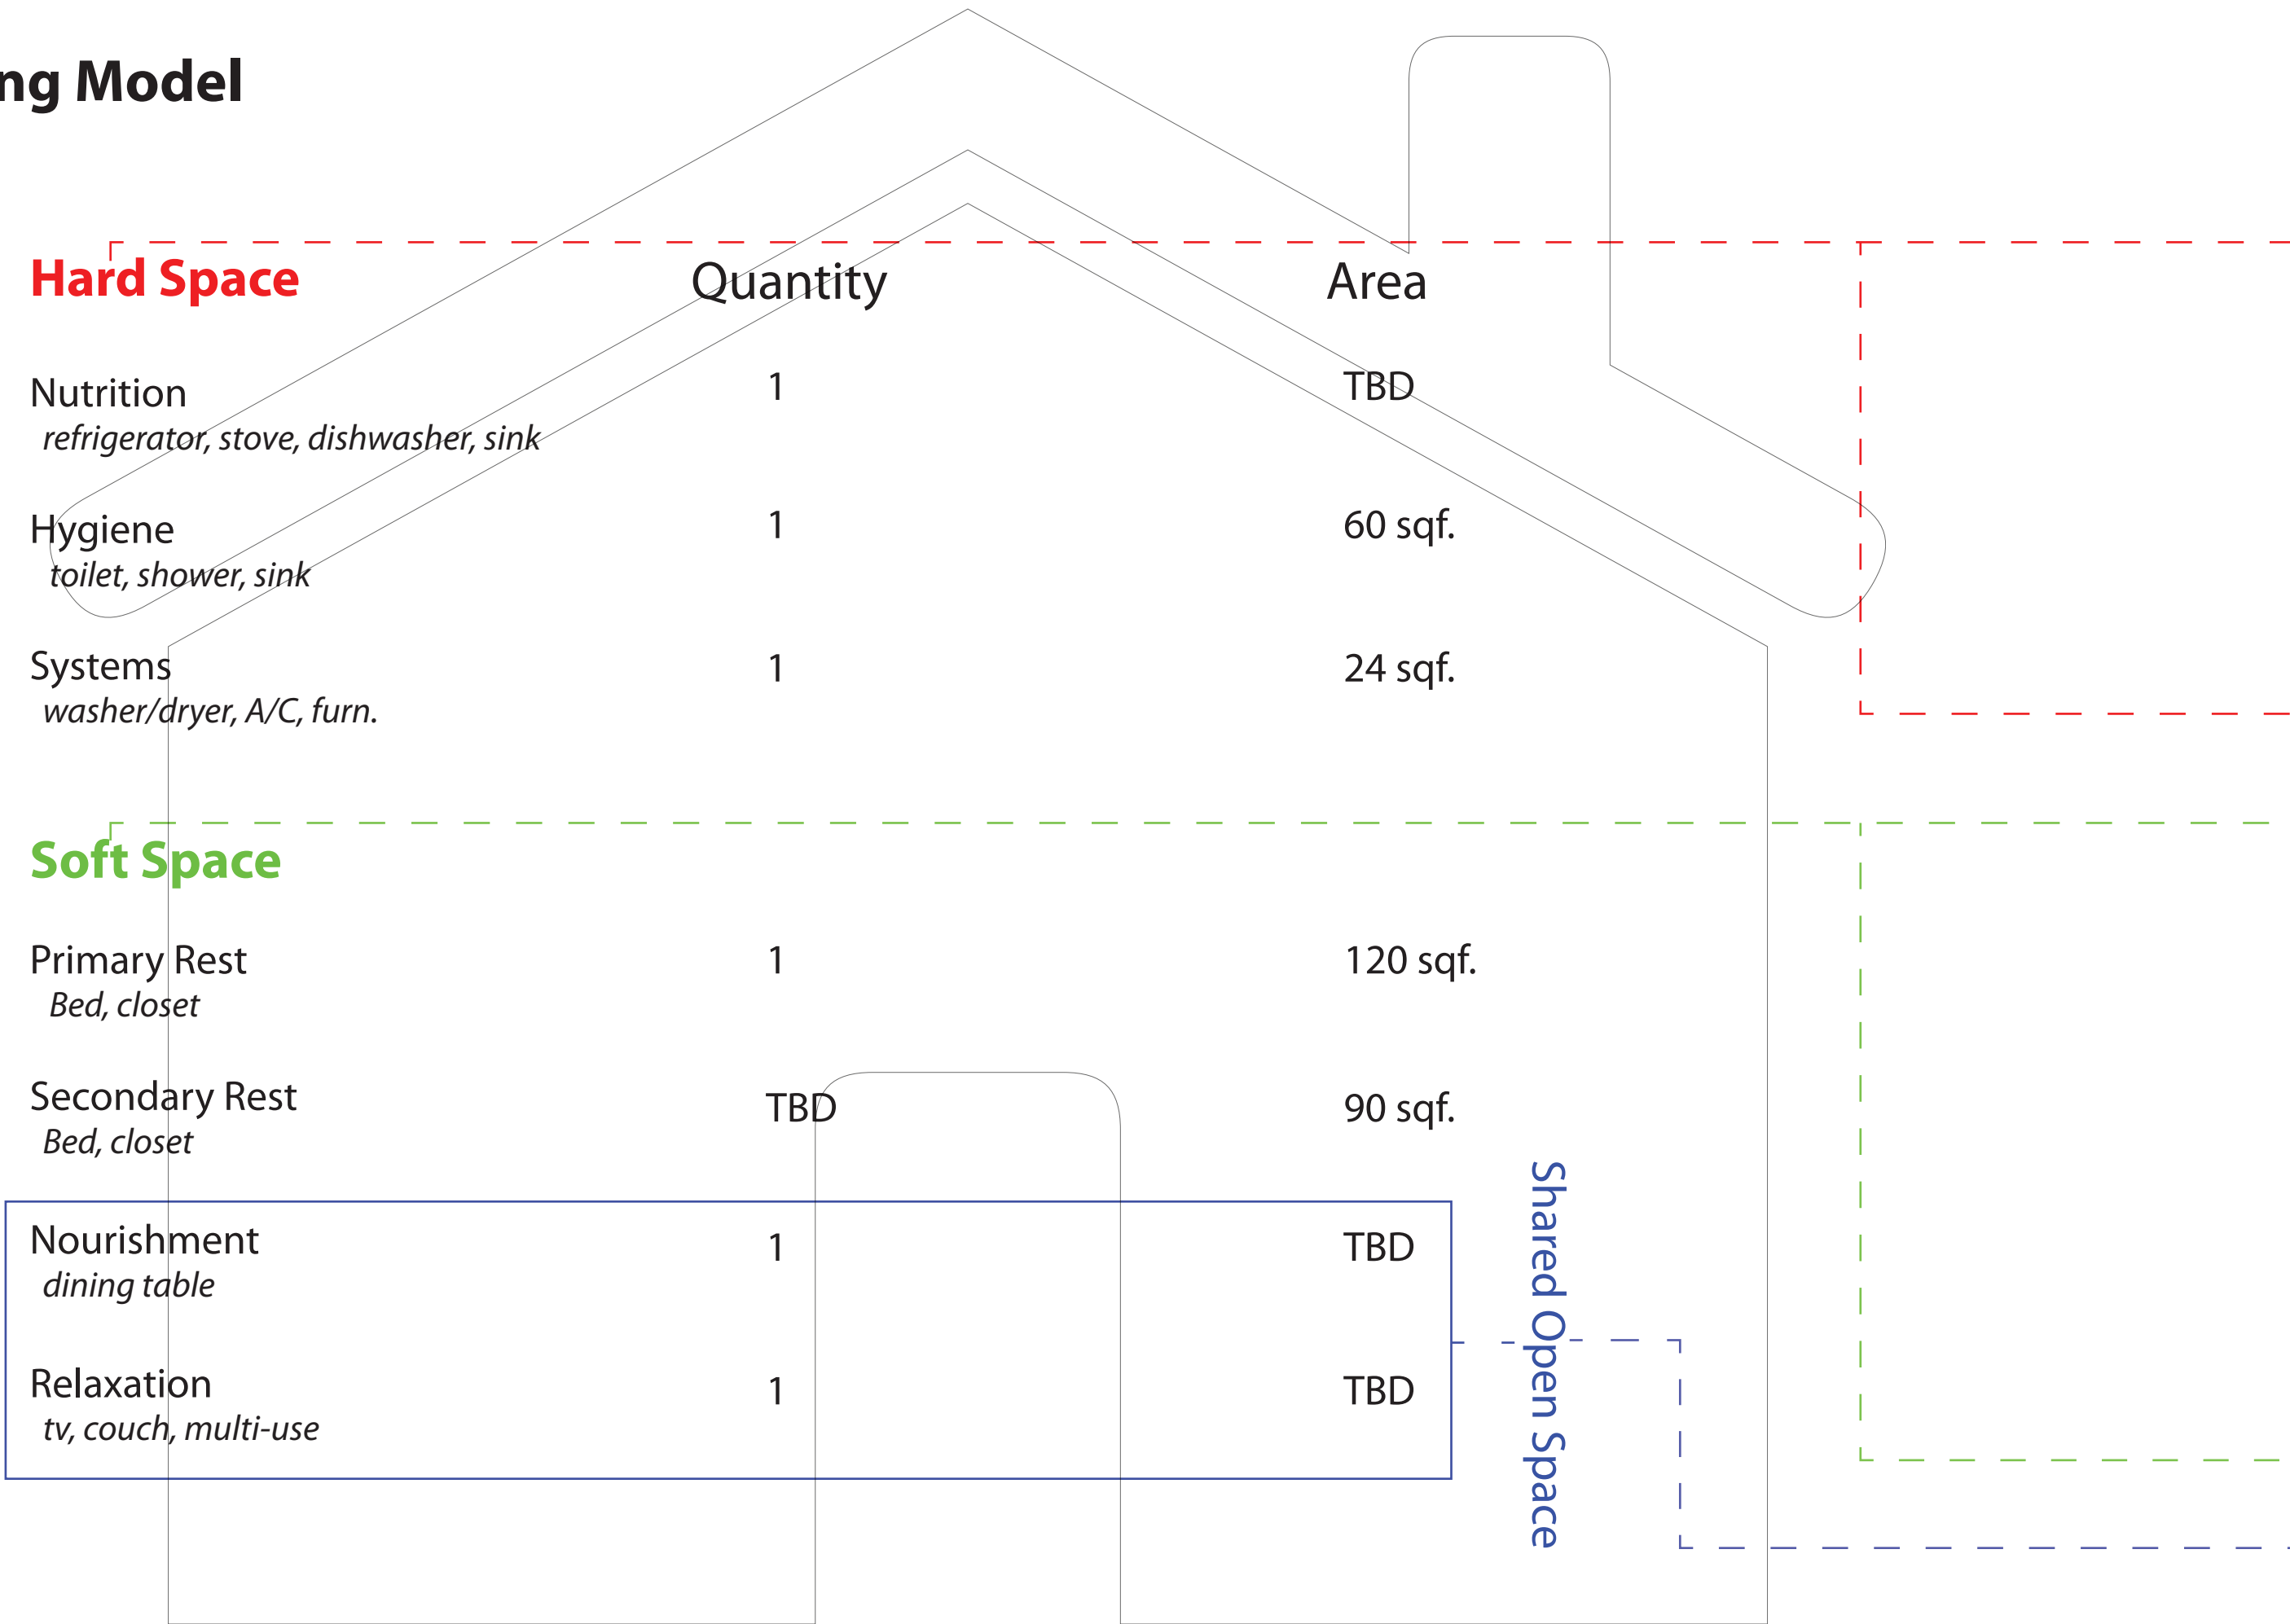 ng Model
Hard Space Quantity Area
Nutrition 1 TBD
refrigerator, stove, dishwasher, sink
Hygiene 1 60 sqf.
toilet, shower, sink
Systems 1 24 sqf.
washer/dryer, A/C, furn.
Soft Space
Primary Rest 1 120 sqf.
Bed, closet
Secondary Rest TBD 90 sqf.
Bed, closet
Nourishment 1 TBD
dining table
Relaxation 1 TBD
tv, couch, multi-use
Shared Open Space